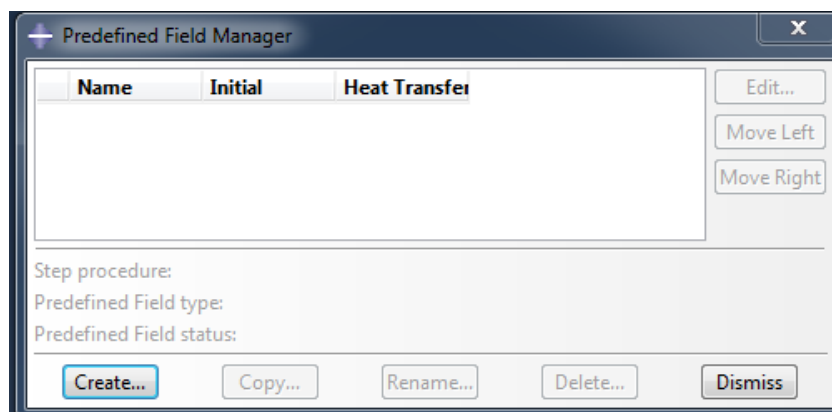 Predefined Field Manager
x
Name Initial Heat Transfer
Edit...
Move Left
Move Right
Step procedure:
Predefined Field type:
Predefined Field status:
Create... Copy... Rename... Delete... Dismiss